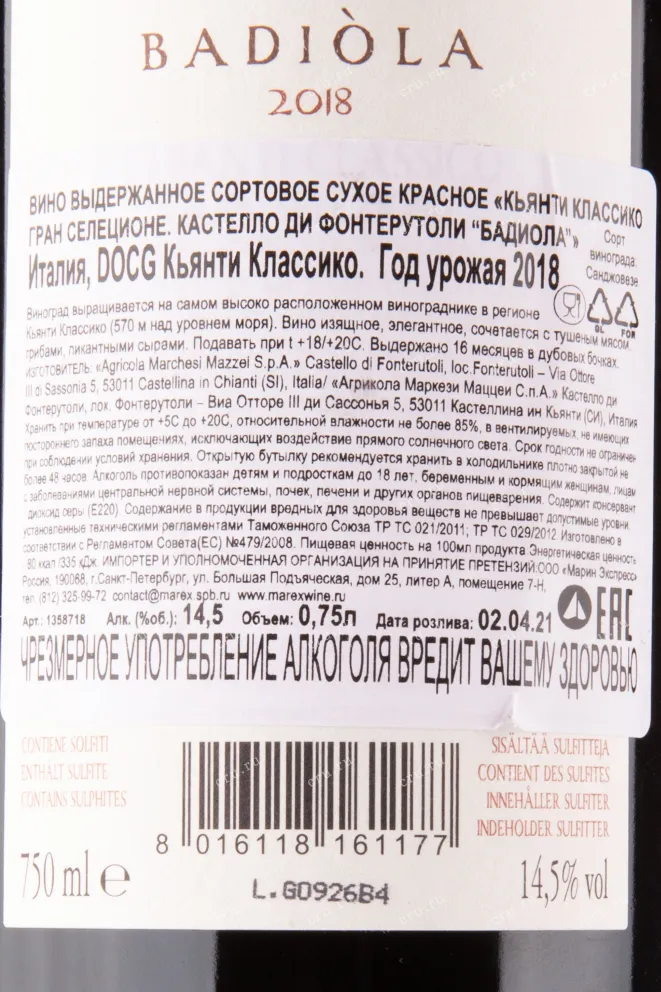 BADIÒLA
2018
ВИНО ВЫДЕРЖАННОЕ СОРТОВОЕ СУХОЕ КРАСНОЕ «КЬЯНТИ КЛАССИКО
ГРАН СЕЛЕЦИОНЕ. КАСТЕЛЛО ДИ ФОНТЕРУТОЛИ "БАДИОЛА"»
Италия, DOCG Кьянти Классико. Год урожая 2018
Сорт
винограда:
Санджовезе
GL FOR
Виноград выращивается на самом высоко расположенном винограднике в регионе
Кьянти Классико (570 м над уровнем моря). Вино изящное, элегантное, сочетается с тушеным мясом,
грибами, пикантными сырами. Подавать при t +18/+20С. Выдержано 16 месяцев в дубовых бочках.
ИЗГОТОВИТЕЛЬ: «Agricola Marchesi Mazzei S.p.A.» Castello di Fonterutoli, loc.Fonterutoli – Via Ottore
III di Sassonia 5, 53011 Castellina in Chianti (SI), Italia/ «Агрикола Маркези Маццеи С.п.А.» Кастелло ди
Фонтерутоли, лок. Фонтерутоли – Виа Отторе III ди Сассонья 5, 53011 Кастеллина ин Кьянти (СИ), Италия
Хранить при температуре от +5С до +20С, относительной влажности не более 85%, в вентилируемых, не имеющих
постороннего запаха помещениях, исключающих воздействие прямого солнечного света. Срок годности не ограничен
при соблюдении условий хранения. Открытую бутылку рекомендуется хранить в холодильнике плотно закрытой не
более 48 часов. Алкоголь противопоказан детям и подросткам до 18 лет, беременным и кормящим женщинам, лицам
с заболеваниями центральной нервной системы, почек, печени и других органов пищеварения. Содержит консервант
диоксид серы (E220). Содержание в продукции вредных для здоровья веществ не превышает допустимые уровни,
установленные техническими регламентами Таможенного Союза ТР ТС 021/2011; ТР ТС 029/2012. Изготовлено в
соответствии с Регламентом Совета(ЕС) №479/2008. Пищевая ценность на 100мл продукта Энергетическая ценность
80 ккал /335 кДж. ИМПОРТЕР И УПОЛНОМОЧЕННАЯ ОРГАНИЗАЦИЯ НА ПРИНЯТИЕ ПРЕТЕНЗИЙ:ООО «Марин Экспресс»
Россия, 190068, г.Санкт-Петербург, ул. Большая Подъяческая, дом 25, литер А, помещение 7-Н,
тел. (812) 325-99-72 contact@marex.spb.ru www.marexwine.ru
Арт.: 1358718 Алк. (%об.): 14,5 Объем: 0,75л Дата розлива: 02.04.21 EAC
ЧРЕЗМЕРНОЕ УПОТРЕБЛЕНИЕ АЛКОГОЛЯ ВРЕДИТ ВАШЕМУ ЗДОРОВЬЮ
CONTIENE SOLFITI
ENTHÄLT SULFITE
CONTAINS SULPHITES
SISÄLTÄÄ SULFIITTEJA
CONTIENT DES SULFITES
INNEHÅLLER SULFITER
INDEHOLDER SULFITTER
8 016118 161177
750 ml e
L.G0926B4
14,5% vol